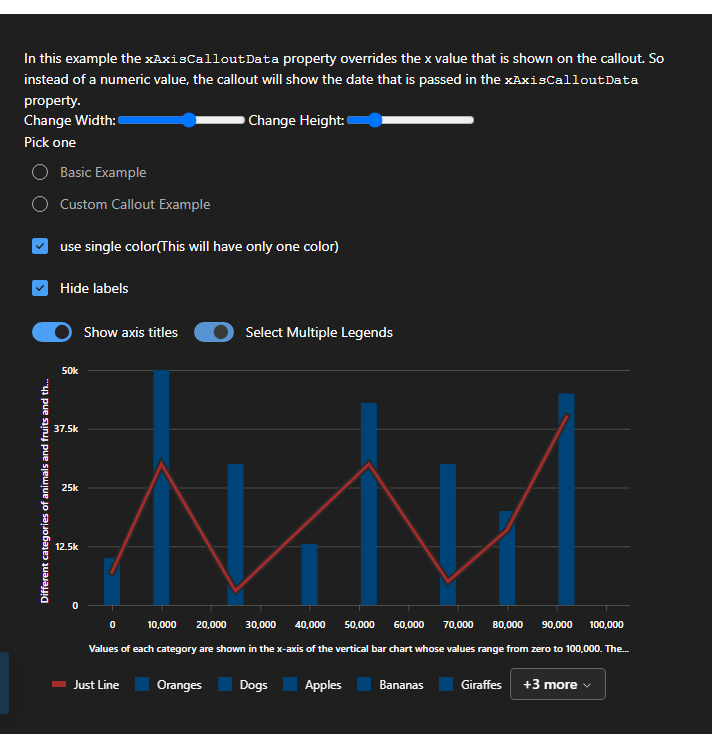 In this example the xAxisCalloutData property overrides the x value that is shown on the callout. So
instead of a numeric value, the callout will show the date that is passed in the xAxisCalloutData
property.
Change Width: Change Height:
Pick one
Basic Example
Custom Callout Example
use single color(This will have only one color)
Hide labels
Show axis titles Select Multiple Legends
Different categories of animals and fruits and th...
50k
37.5k
25k
12.5k
0
0 10,000 20,000 30,000 40,000 50,000 60,000 70,000 80,000 90,000 100,000
Values of each category are shown in the x-axis of the vertical bar chart whose values range from zero to 100,000. The...
Just Line Oranges Dogs Apples Bananas Giraffes +3 more